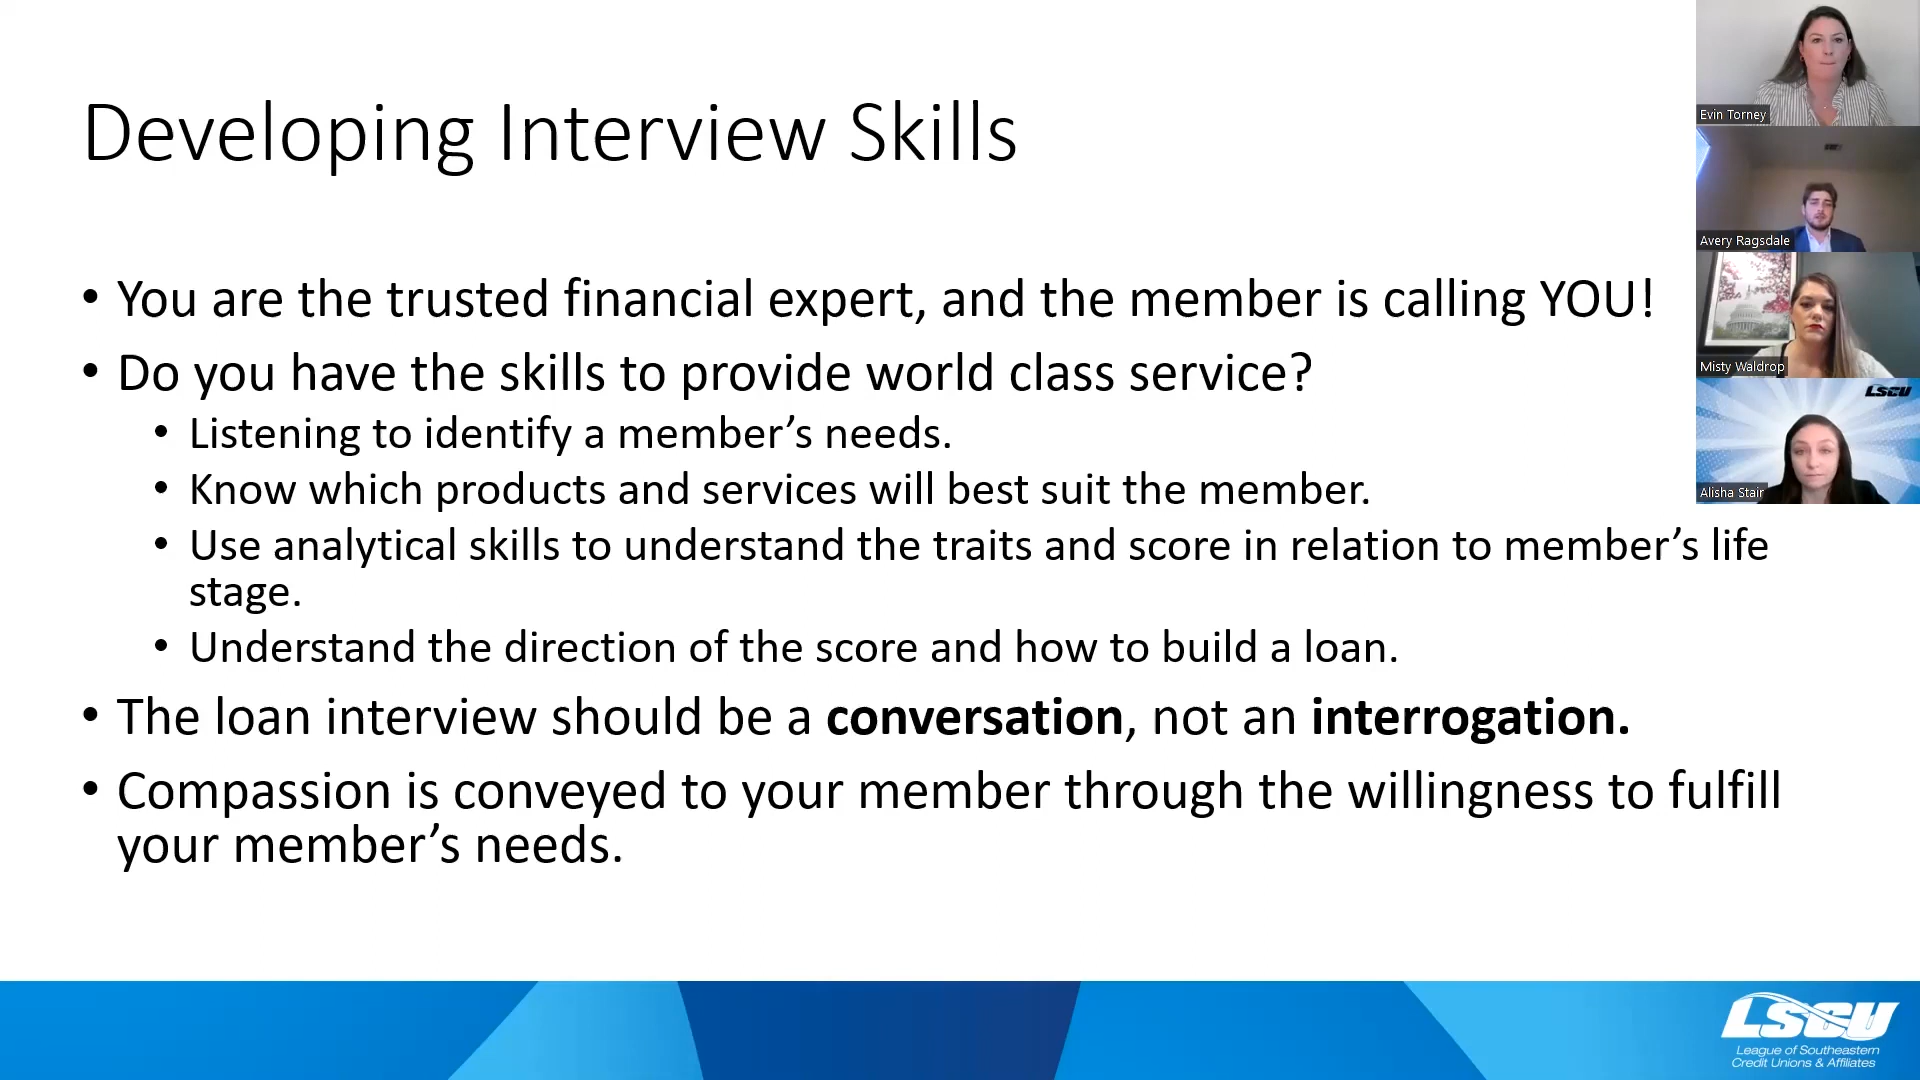 Developing Interview Skills
• You are the trusted financial expert, and the member is calling YOU!
• Do you have the skills to provide world class service?
• Listening to identify a member’s needs.
• Know which products and services will best suit the member.
• Use analytical skills to understand the traits and score in relation to member’s life
stage.
• Understand the direction of the score and how to build a loan.
• The loan interview should be a conversation, not an interrogation.
• Compassion is conveyed to your member through the willingness to fulfill
your member’s needs.
Evin Torney
Avery Ragsdale
Misty Waldrop
LSCU
Alisha Stair
LSCU
League of Southeastern
Credit Unions & Affiliates